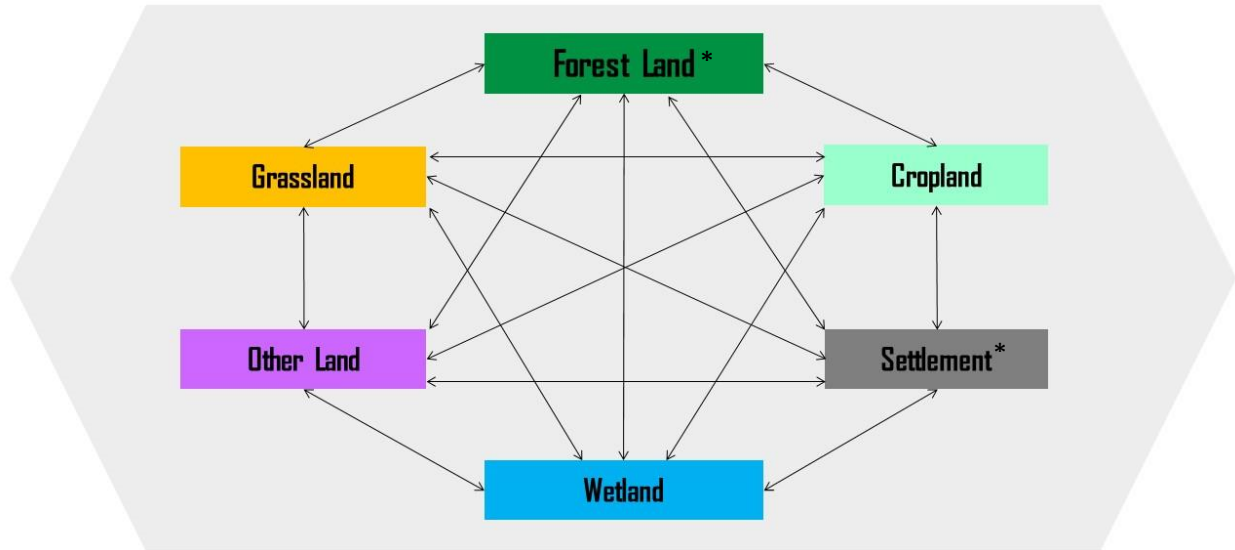 Forest Land *
Grassland
Cropland
Other Land
Settlement*
Wetland